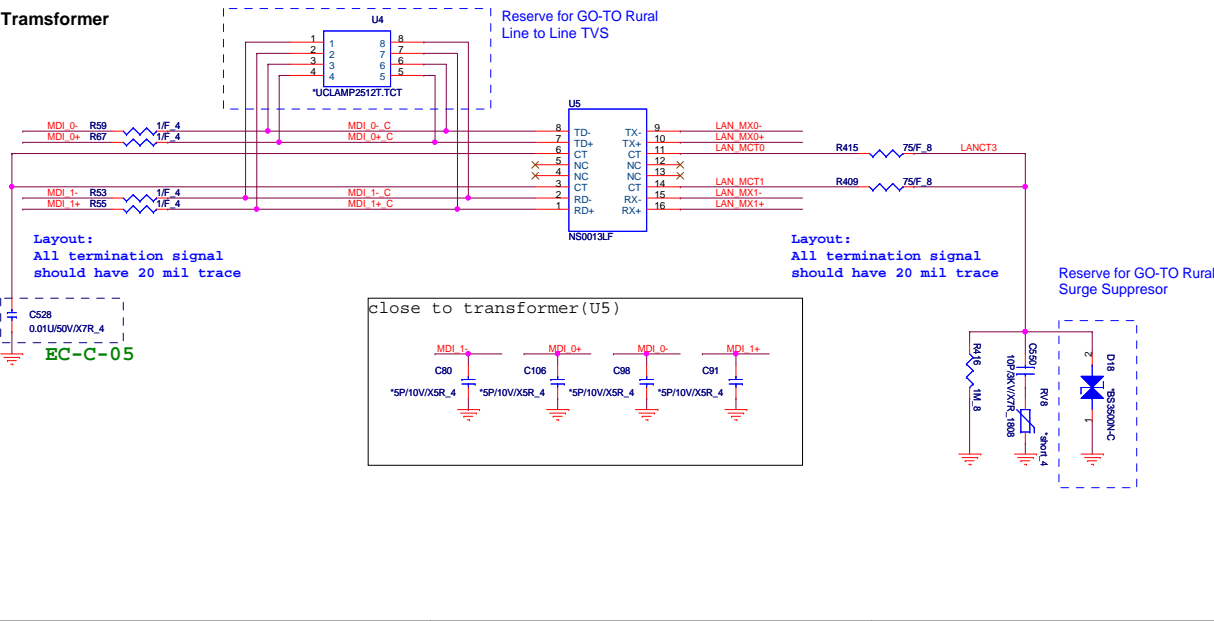 Tramsformer
U4
Reserve for GO-TO Rural
Line to Line TVS
1 1 8 8
2 2 7 7
3 3 6 6
4 4 5 5
*UCLAMP2512T.TCT
U5
MDI_0- R59 1/F_4 MDI_0-_C 8 TD- TX- 9 LAN_MX0-
MDI_0+ R67 1/F_4 MDI_0+_C 7 TD+ TX+ 10 LAN_MX0+
6 CT CT 11 LAN_MCT0 R415 75/F_8 LANCT3
5 NC NC 12
4 NC NC 13
3 CT CT 14 LAN_MCT1 R409 75/F_8
MDI_1- R53 1/F_4 MDI_1-_C 2 RD- RX- 15 LAN_MX1-
MDI_1+ R55 1/F_4 MDI_1+_C 1 RD+ RX+ 16 LAN_MX1+
NS0013LF
Layout:
All termination signal
should have 20 mil trace
Layout:
All termination signal
should have 20 mil trace
Reserve for GO-TO Rural
Surge Suppresor
C528
0.01U/50V/X7R_4
EC-C-05
close to transformer(U5)
MDI_1- MDI_0+ MDI_0- MDI_1+
C80 C106 C98 C91
*5P/10V/X5R_4 *5P/10V/X5R_4 *5P/10V/X5R_4 *5P/10V/X5R_4
R416
1M_8
C550
10P/3KV/X7R_1808
RV8
*short_4
2
D18
*BS3500N-C
1